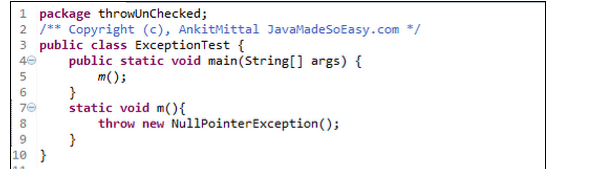 1 package throwUnChecked;
2 /** Copyright (c), AnkitMittal JavaMadeSoEasy.com */
3 public class ExceptionTest {
4 public static void main(String[] args) {
5 m();
6 }
7 static void m(){
8 throw new NullPointerException();
9 }
10 }